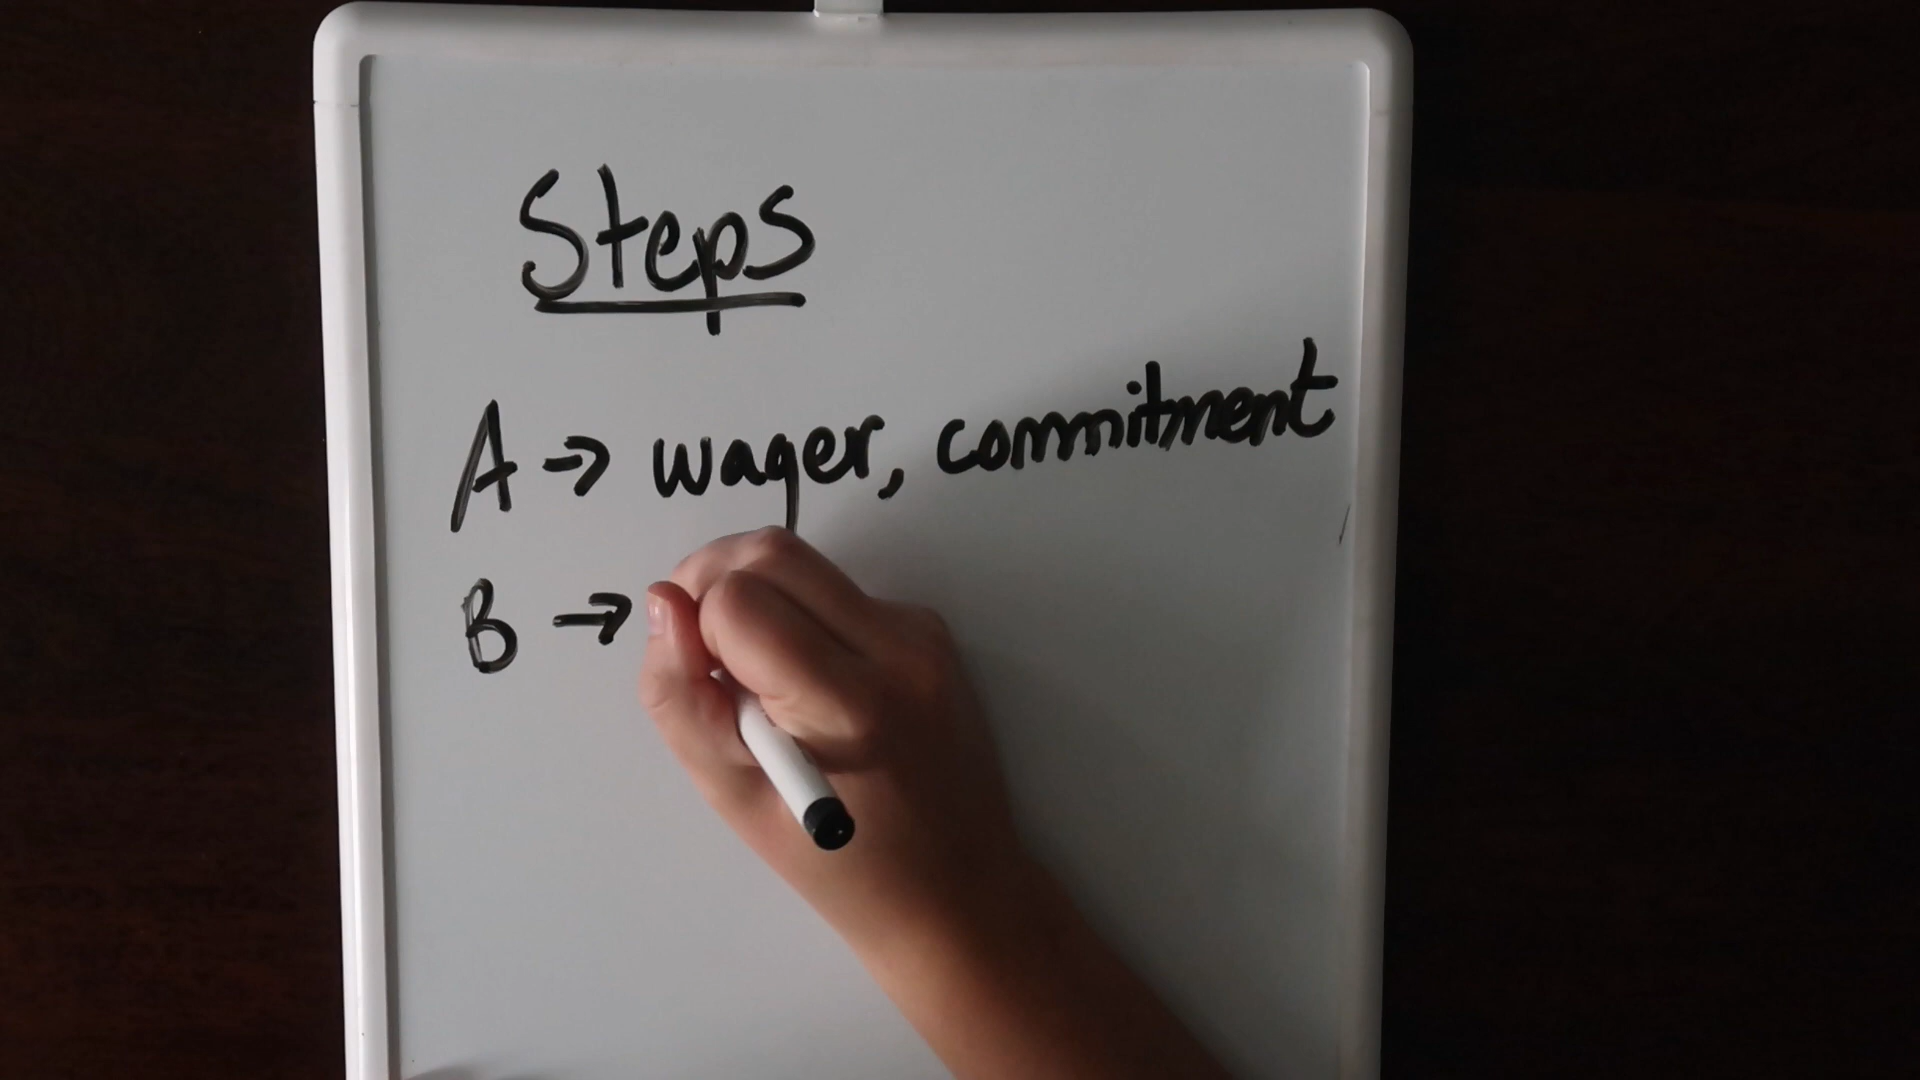 Steps
A → wager, commitment
B →